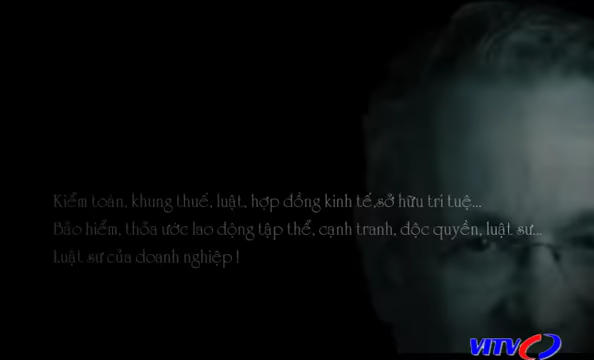 Kiểm toán, khung thuế, luật, hợp đồng kinh tế,sở hữu trí tuệ...
Bảo hiểm, thỏa ước lao động tập thể, cạnh tranh, độc quyền, luật sư...
Luật sư của doanh nghiệp !
VITV